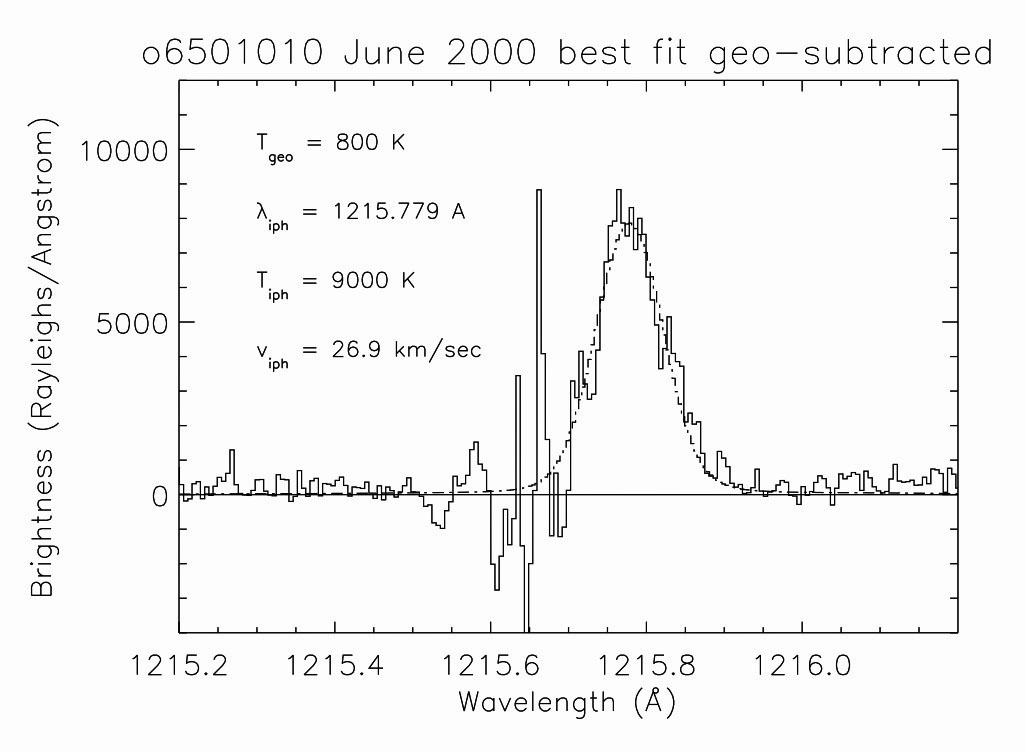 o6501010 June 2000 best fit geo-subtracted
T_geo = 800 K
λ_iph = 1215.779 A
T_iph = 9000 K
v_iph = 26.9 km/sec
10000
5000
0
Brightness (Rayleighs/Angstrom)
1215.2 1215.4 1215.6 1215.8 1216.0
Wavelength (Å)